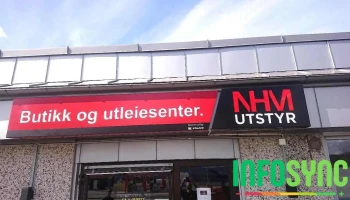 Butikk og utleiesenter.
NHM
UTSTYR
INFOSYNC